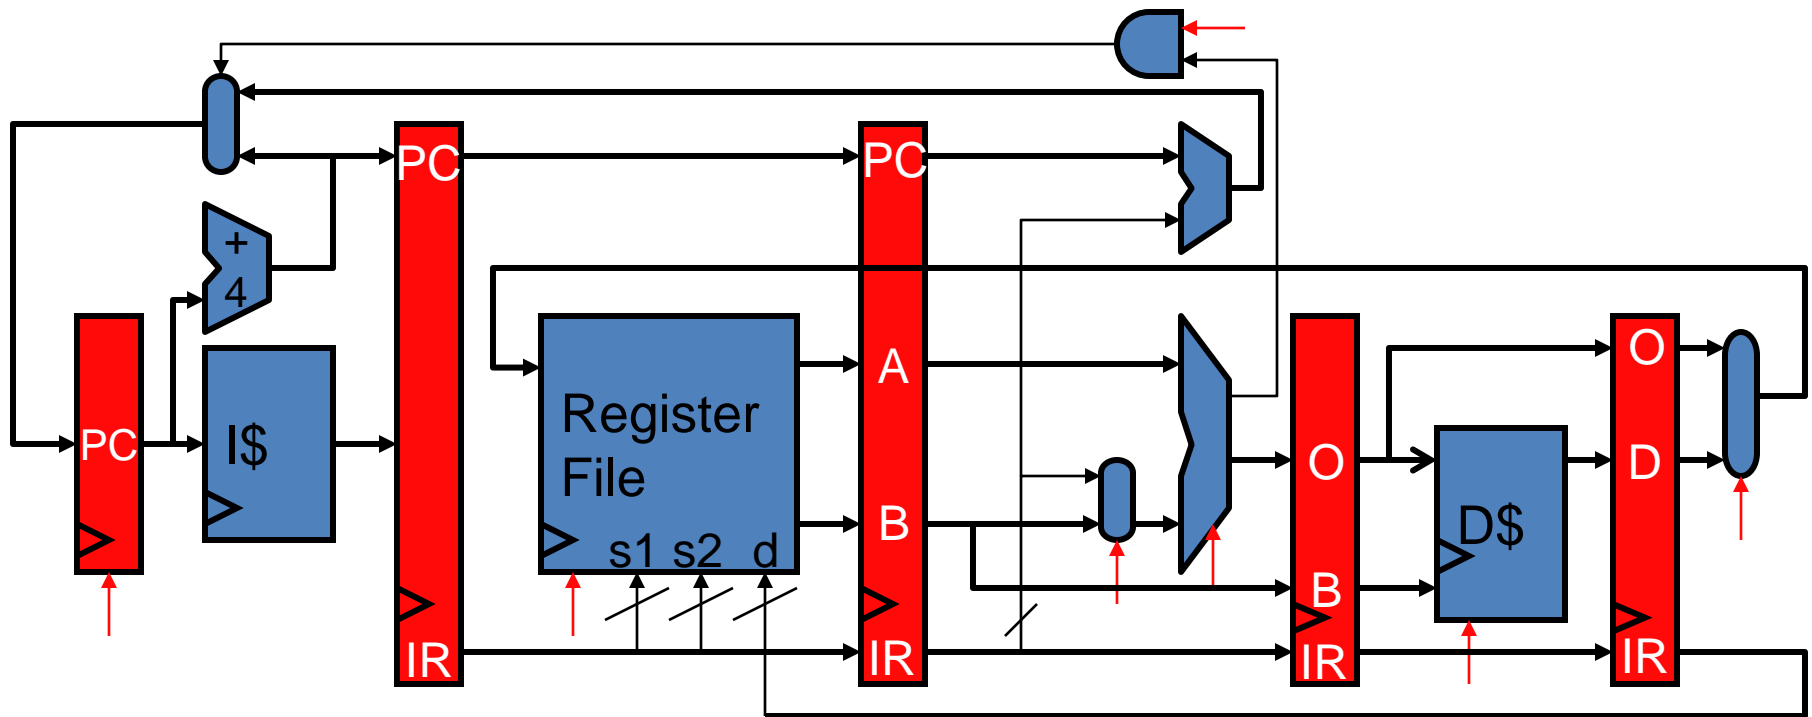 PC
PC
+
4
O
A
Register
File
PC
I$
O
D
B
D$
s1 s2 d
B
IR
IR
IR
IR